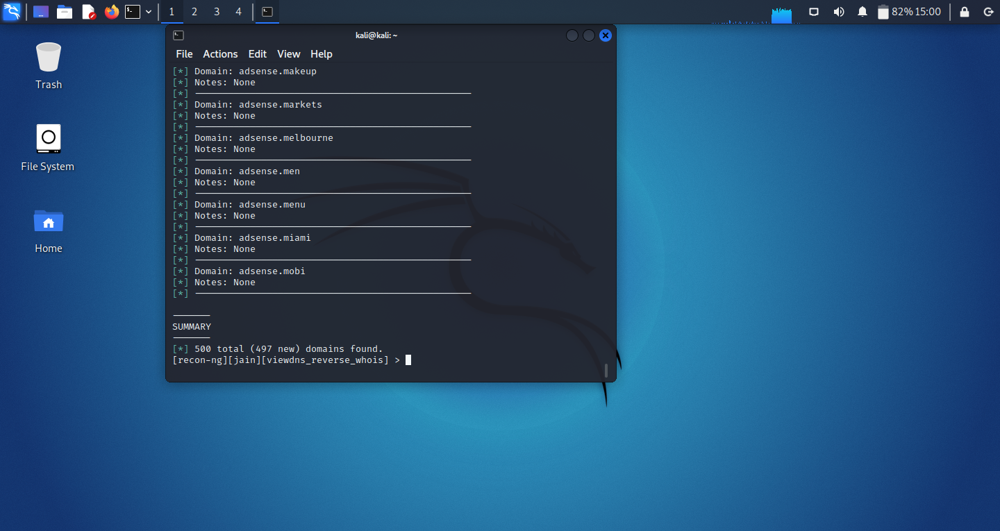 1 2 3 4
82% 15:00
kali@kali: ~
File Actions Edit View Help
[*] Domain: adsense.makeup
[*] Notes: None
[*] --------------------------------------------------
[*] Domain: adsense.markets
[*] Notes: None
[*] --------------------------------------------------
[*] Domain: adsense.melbourne
[*] Notes: None
[*] --------------------------------------------------
[*] Domain: adsense.men
[*] Notes: None
[*] --------------------------------------------------
[*] Domain: adsense.menu
[*] Notes: None
[*] --------------------------------------------------
[*] Domain: adsense.miami
[*] Notes: None
[*] --------------------------------------------------
[*] Domain: adsense.mobi
[*] Notes: None
[*] --------------------------------------------------
-------
SUMMARY
-------
[*] 500 total (497 new) domains found.
[recon-ng][jain][viewdns_reverse_whois] >
Trash
File System
Home